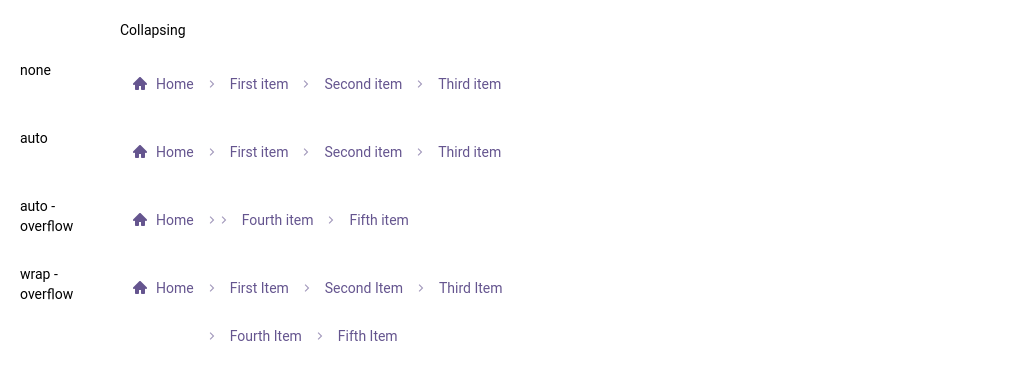 Collapsing
none
Home > First item > Second item > Third item
auto
Home > First item > Second item > Third item
auto -
overflow
Home > > Fourth item > Fifth item
wrap -
overflow
Home > First Item > Second Item > Third Item
> Fourth Item > Fifth Item